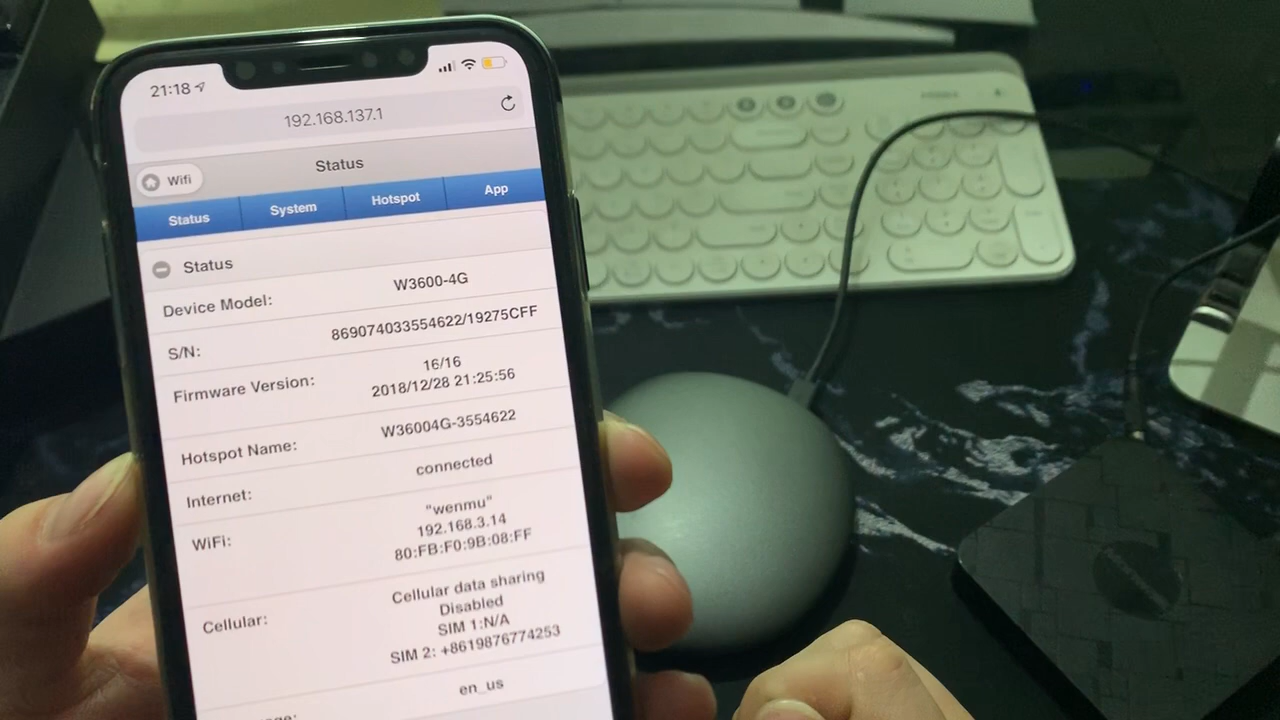 21:18
192.168.137.1
Wifi
Status
Status System Hotspot App
Status
Device Model: W3600-4G
S/N: 869074033554622/19275CFF
Firmware Version: 16/16
2018/12/28 21:25:56
Hotspot Name: W36004G-3554622
Internet: connected
WiFi: "wenmu"
192.168.3.14
80:FB:F0:9B:08:FF
Cellular: Cellular data sharing
Disabled
SIM 1:N/A
SIM 2: +8619876774253
en_us